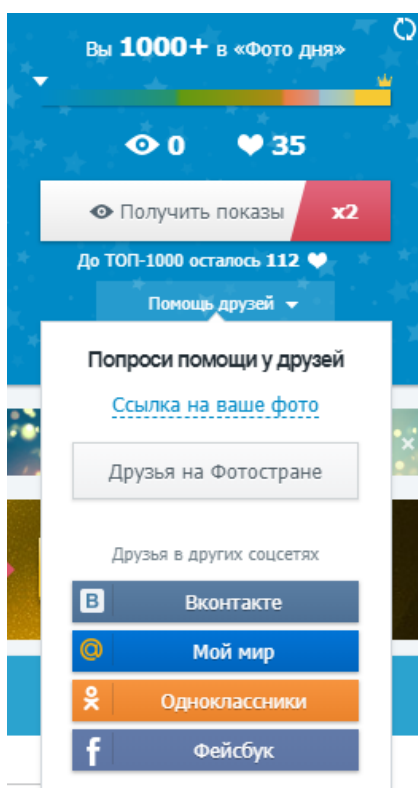 Вы 1000+ в «Фото дня»
0 35
Получить показы x2
До ТОП-1000 осталось 112
Помощь друзей
Попроси помощи у друзей
Ссылка на ваше фото
Друзья на Фотостране
Друзья в других соцсетях
В Вконтакте
@ Мой мир
Одноклассники
f Фейсбук